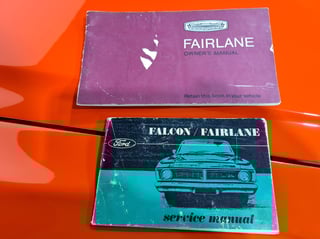 FAIRLANE
OWNER'S MANUAL
Retain this book in your vehicle
FALCON / FAIRLANE
Ford
service manual